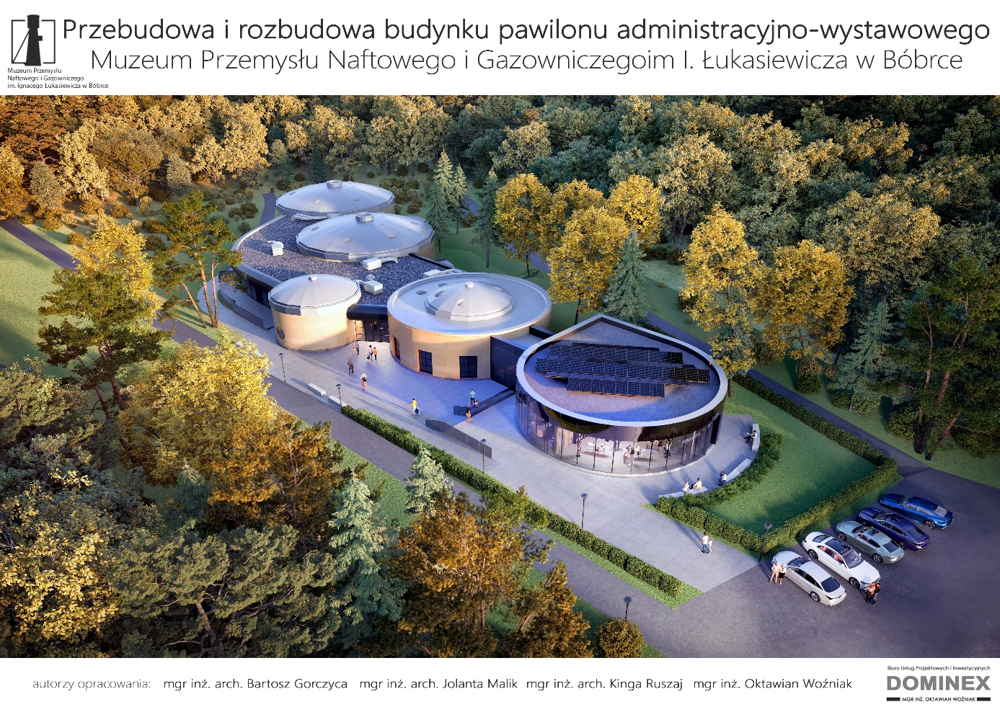 Przebudowa i rozbudowa budynku pawilonu administracyjno-wystawowego
Muzeum Przemysłu Naftowego i Gazowniczegoim I. Łukasiewicza w Bóbrce
Muzeum Przemysłu
Naftowego i Gazowniczego
im. Ignacego Łukasiewicza w Bóbrce
autorzy opracowania: mgr inż. arch. Bartosz Gorczyca mgr inż. arch. Jolanta Malik mgr inż. arch. Kinga Ruszaj mgr inż. Oktawian Woźniak
Biuro Usług Projektowych i Inwestycyjnych
DOMINEX
MGR INŻ. OKTAWIAN WOŹNIAK